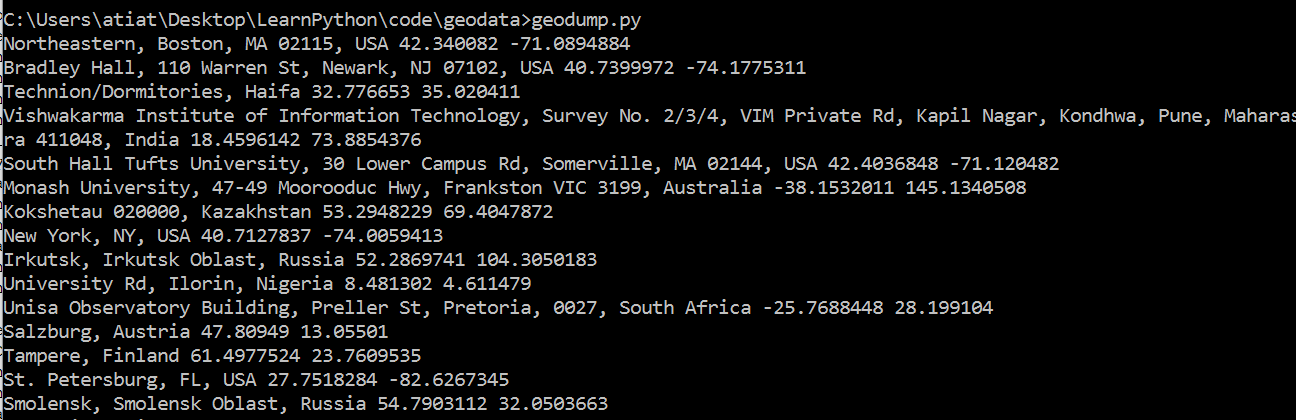 C:\Users\atiat\Desktop\LearnPython\code\geodata>geodump.py
Northeastern, Boston, MA 02115, USA 42.340082 -71.0894884
Bradley Hall, 110 Warren St, Newark, NJ 07102, USA 40.7399972 -74.1775311
Technion/Dormitories, Haifa 32.776653 35.020411
Vishwakarma Institute of Information Technology, Survey No. 2/3/4, VIM Private Rd, Kapil Nagar, Kondhwa, Pune, Maharas
ra 411048, India 18.4596142 73.8854376
South Hall Tufts University, 30 Lower Campus Rd, Somerville, MA 02144, USA 42.4036848 -71.120482
Monash University, 47-49 Moorooduc Hwy, Frankston VIC 3199, Australia -38.1532011 145.1340508
Kokshetau 020000, Kazakhstan 53.2948229 69.4047872
New York, NY, USA 40.7127837 -74.0059413
Irkutsk, Irkutsk Oblast, Russia 52.2869741 104.3050183
University Rd, Ilorin, Nigeria 8.481302 4.611479
Unisa Observatory Building, Preller St, Pretoria, 0027, South Africa -25.7688448 28.199104
Salzburg, Austria 47.80949 13.05501
Tampere, Finland 61.4977524 23.7609535
St. Petersburg, FL, USA 27.7518284 -82.6267345
Smolensk, Smolensk Oblast, Russia 54.7903112 32.0503663